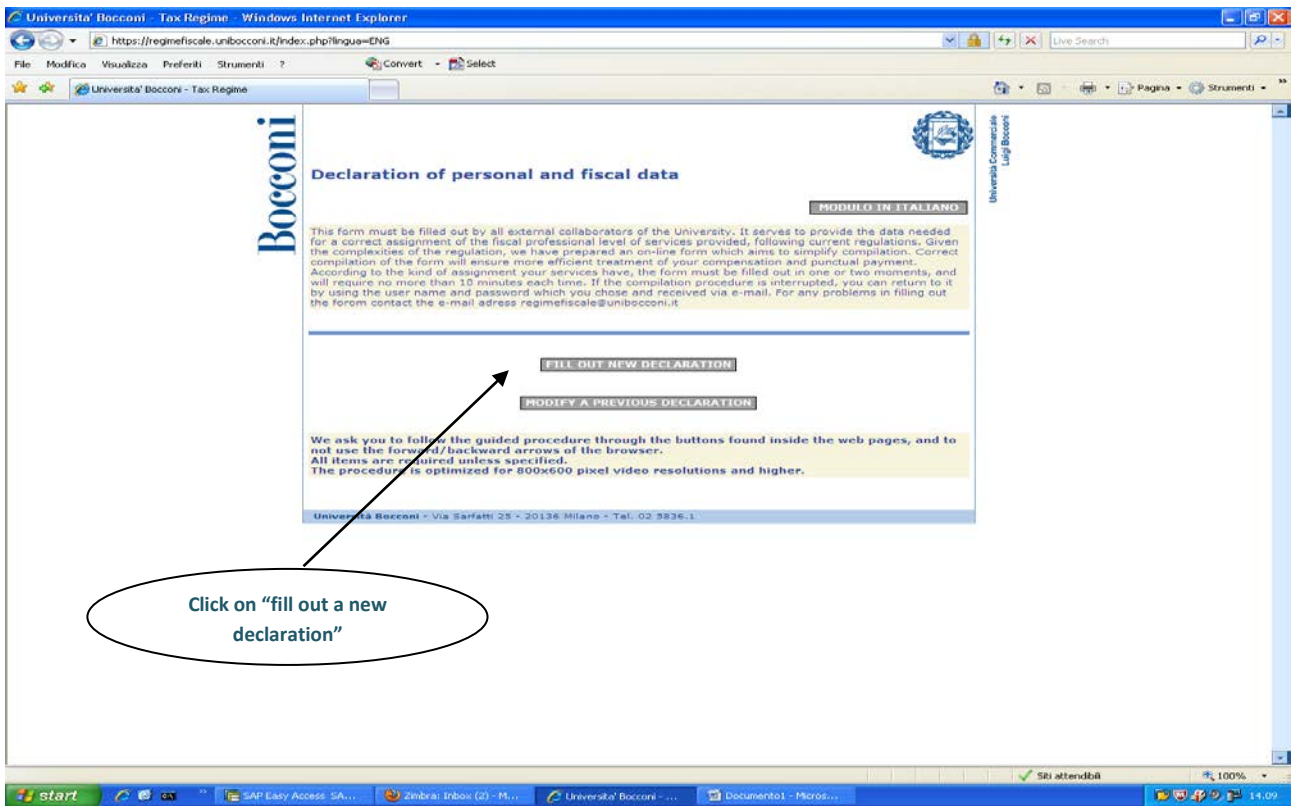 Universita' Bocconi - Tax Regime - Windows Internet Explorer
https://regimefiscale.unibocconi.it/index.php?lingua=ENG
Live Search
File Modifica Visualizza Preferiti Strumenti ?
Convert Select
Universita' Bocconi - Tax Regime
Pagina Strumenti
Bocconi
Università Commerciale
Luigi Bocconi
Declaration of personal and fiscal data
MODULO IN ITALIANO
This form must be filled out by all external collaborators of the University. It serves to provide the data needed
for a correct assignment of the fiscal professional level of services provided, following current regulations. Given
the complexities of the regulation, we have prepared an on-line form which aims to simplify compilation. Correct
compilation of the form will ensure more efficient treatment of your compensation and punctual payment.
According to the kind of assignment your services have, the form must be filled out in one or two moments, and
will require no more than 10 minutes each time. If the compilation procedure is interrupted, you can return to it
by using the user name and password which you chose and received via e-mail. For any problems in filling out
the forom contact the e-mail adress regimefiscale@unibocconi.it
FILL OUT NEW DECLARATION
MODIFY A PREVIOUS DECLARATION
We ask you to follow the guided procedure through the buttons found inside the web pages, and to
not use the forward/backward arrows of the browser.
All items are required unless specified.
The procedure is optimized for 800x600 pixel video resolutions and higher.
Università Bocconi - Via Sarfatti 25 - 20136 Milano - Tel. 02 5836.1
Click on “fill out a new
declaration”
Siti attendibili
100%
start
SAP Easy Access SA...
Zimbra: Inbox (2) - M...
Universita' Bocconi - ...
Documento1 - Micros...
14.09